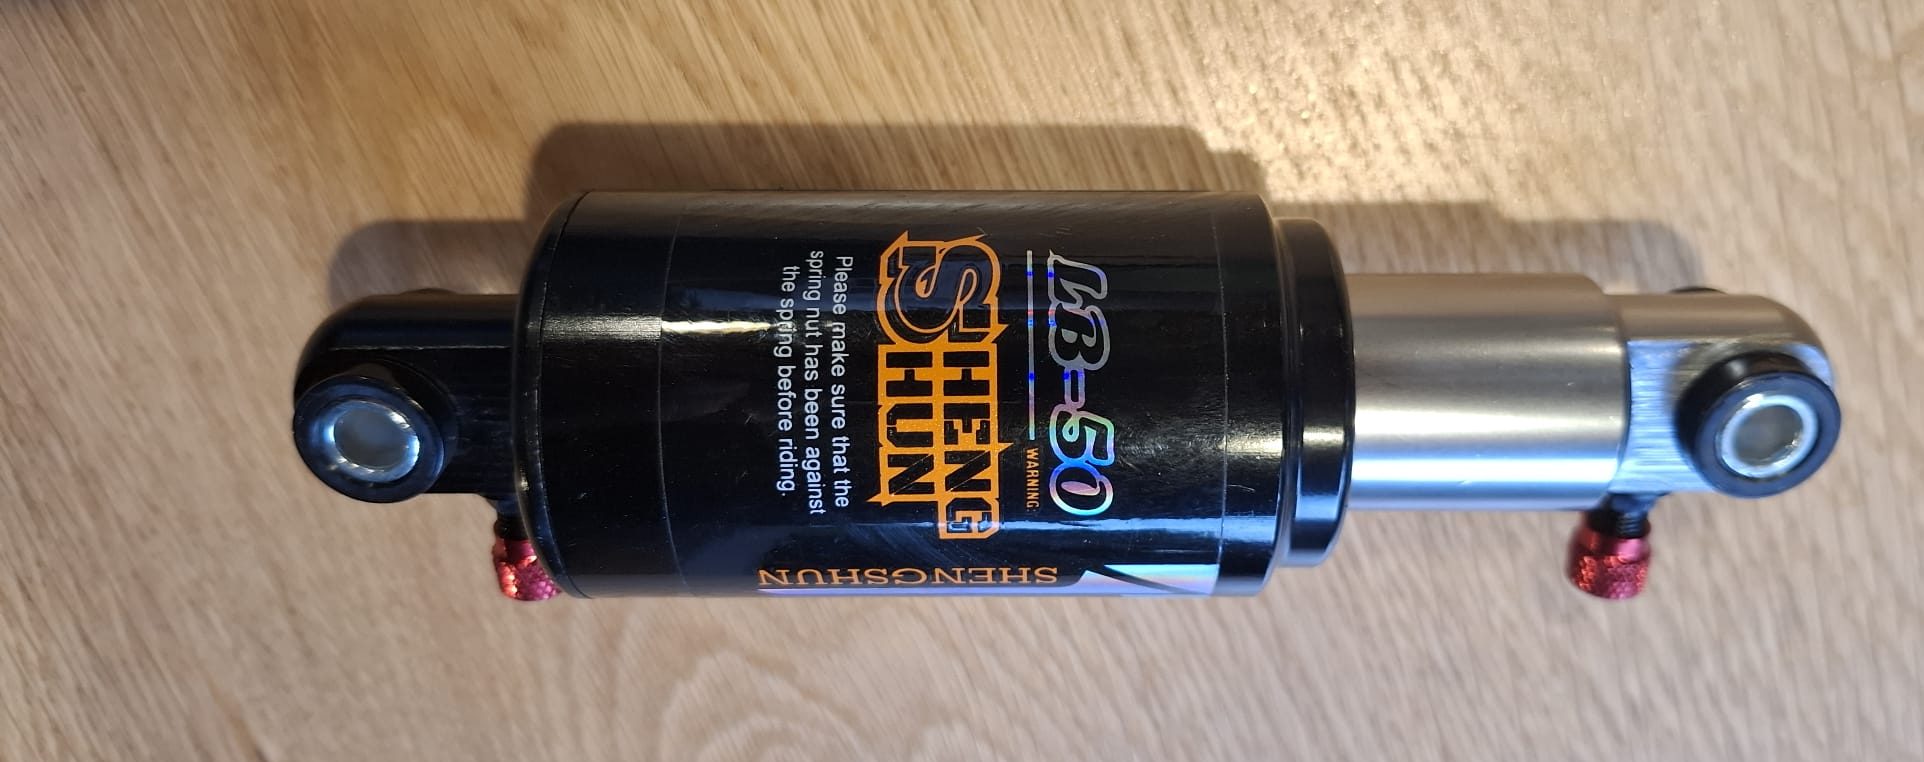 LB-50
WARNING:
SHENG
SHUN
Please make sure that the
spring nut has been against
the spring before riding.
SHENGSHUN